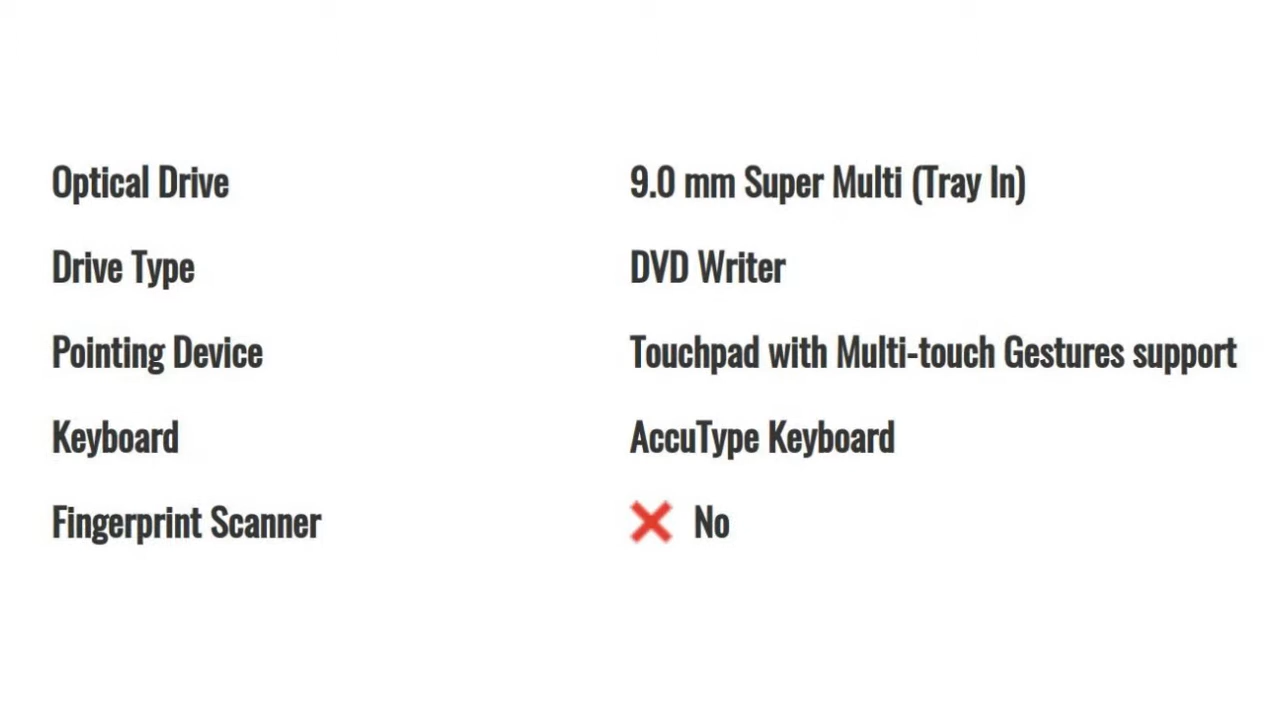 Optical Drive 9.0 mm Super Multi (Tray In)
Drive Type DVD Writer
Pointing Device Touchpad with Multi-touch Gestures support
Keyboard AccuType Keyboard
Fingerprint Scanner ❌ No